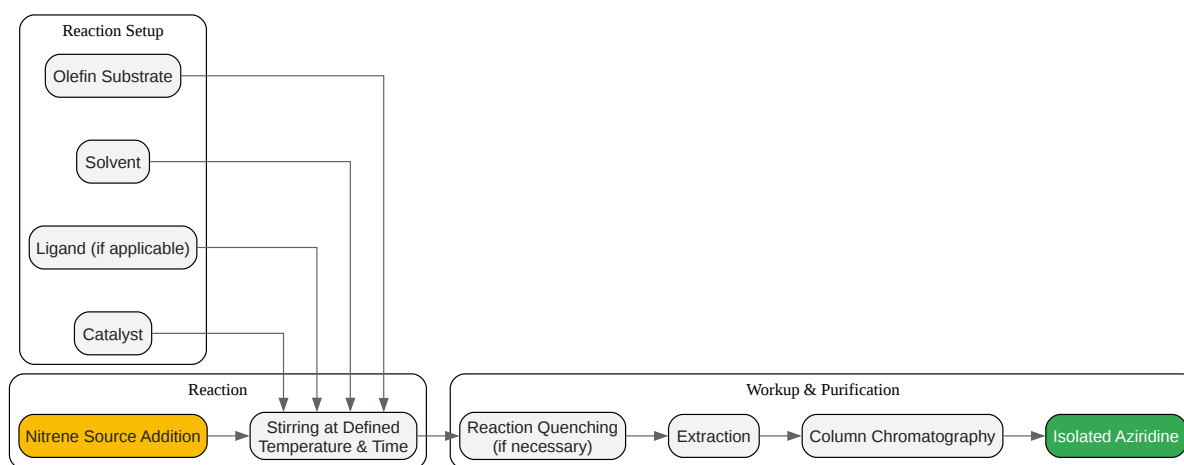 Reaction Setup
Olefin Substrate
Solvent
Ligand (if applicable)
Catalyst
Reaction
Nitrene Source Addition
Stirring at Defined
Temperature & Time
Workup & Purification
Reaction Quenching
(if necessary)
Extraction
Column Chromatography
Isolated Aziridine